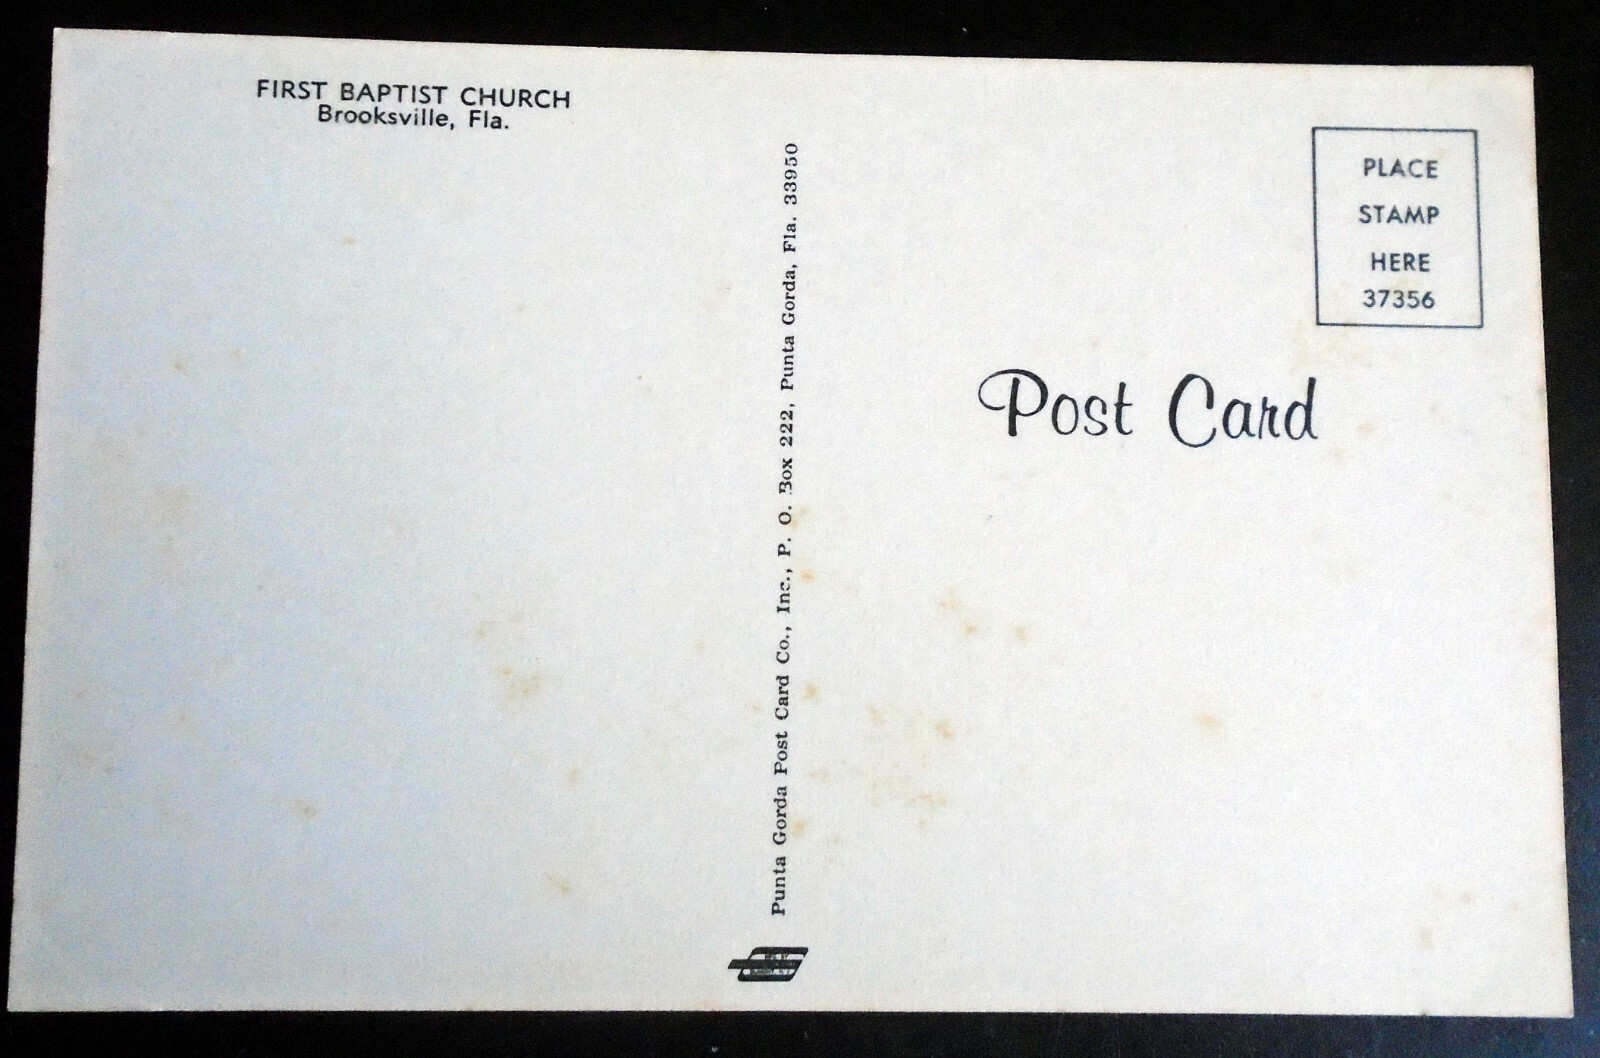 FIRST BAPTIST CHURCH
Brooksville, Fla.
Punta Gorda Post Card Co., Inc., P. O. Box 222, Punta Gorda, Fla. 33950
PLACE
STAMP
HERE
37356
Post Card